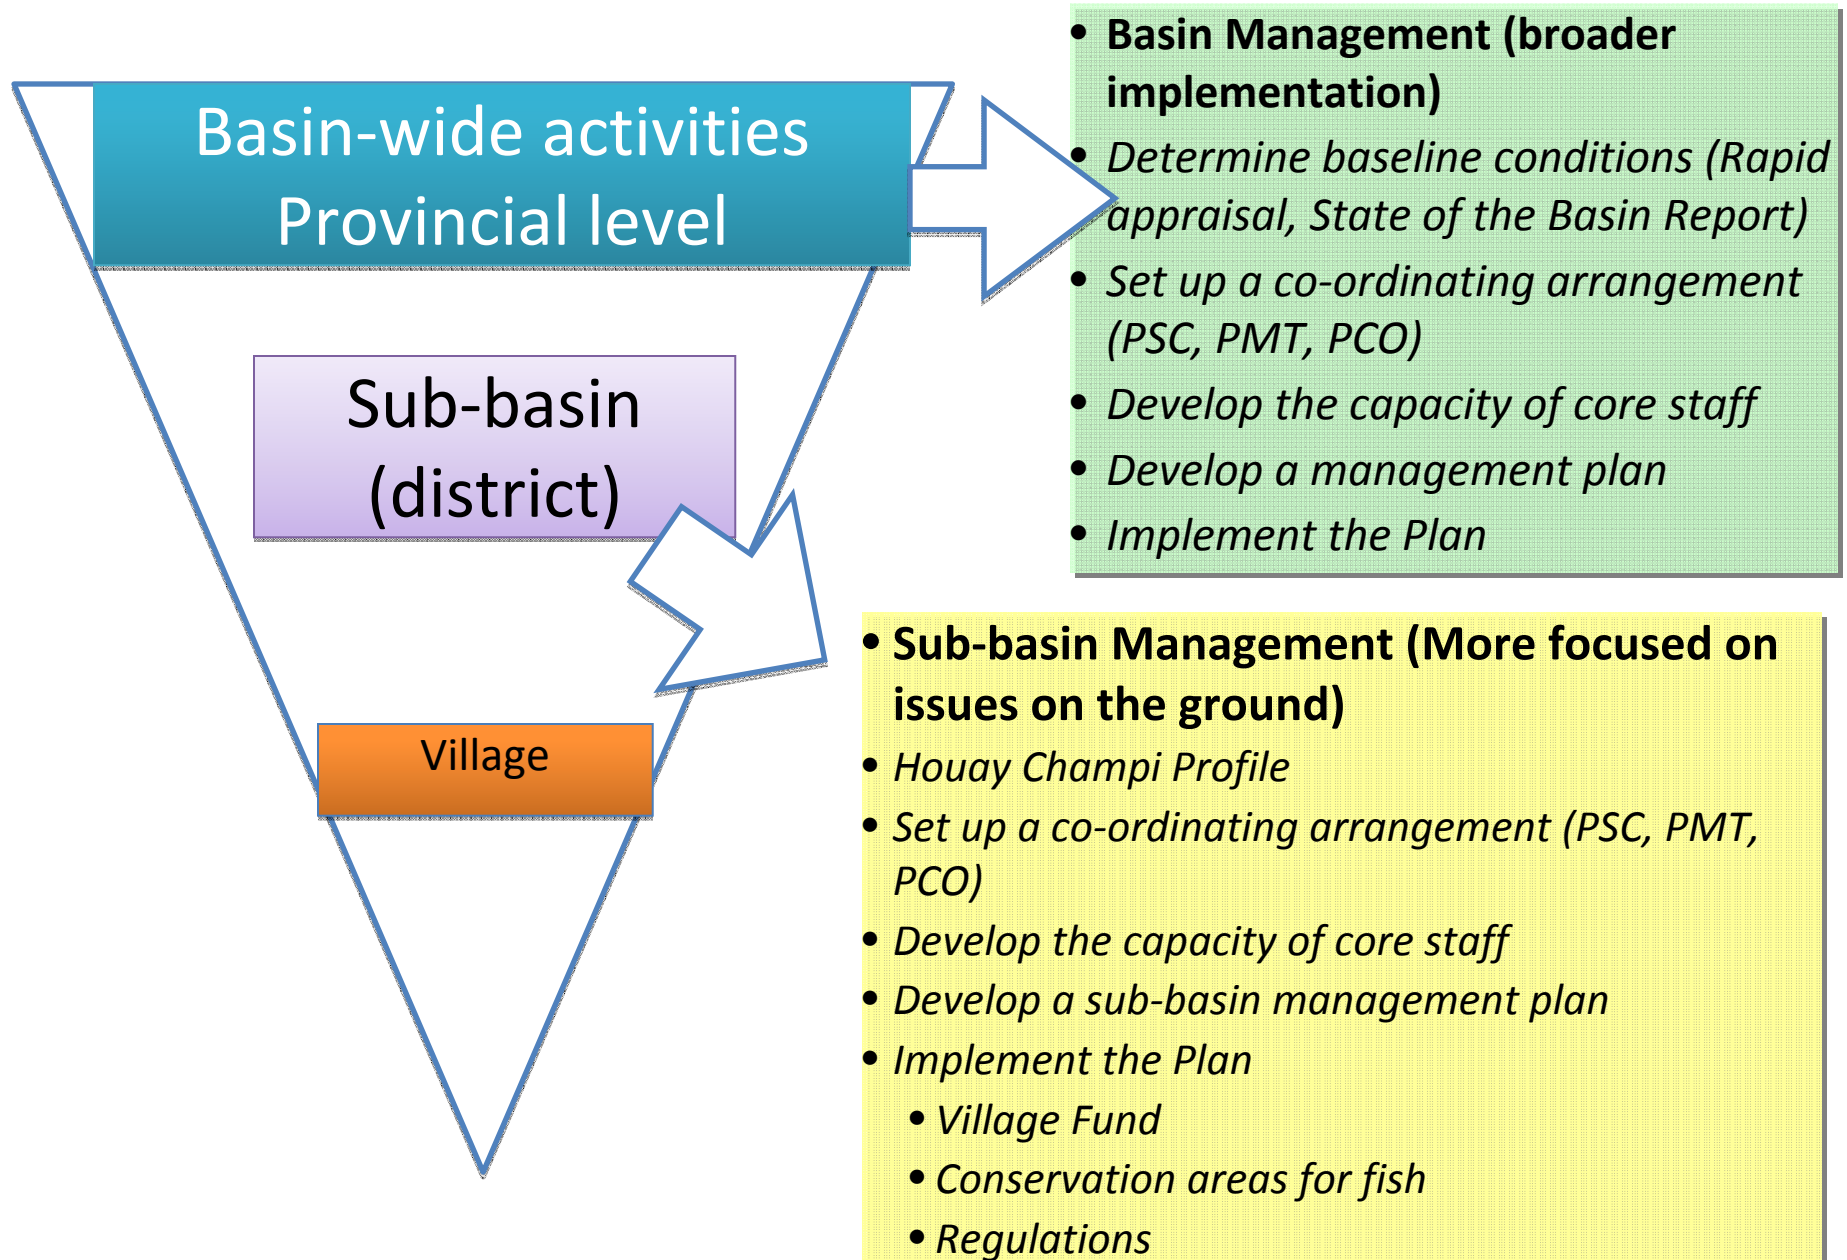 Basin-wide activities
Provincial level
Sub-basin
(district)
Village
• Basin Management (broader
implementation)
• Determine baseline conditions (Rapid
appraisal, State of the Basin Report)
• Set up a co-ordinating arrangement
(PSC, PMT, PCO)
• Develop the capacity of core staff
• Develop a management plan
• Implement the Plan
• Sub-basin Management (More focused on
issues on the ground)
• Houay Champi Profile
• Set up a co-ordinating arrangement (PSC, PMT,
PCO)
• Develop the capacity of core staff
• Develop a sub-basin management plan
• Implement the Plan
• Village Fund
• Conservation areas for fish
• Regulations